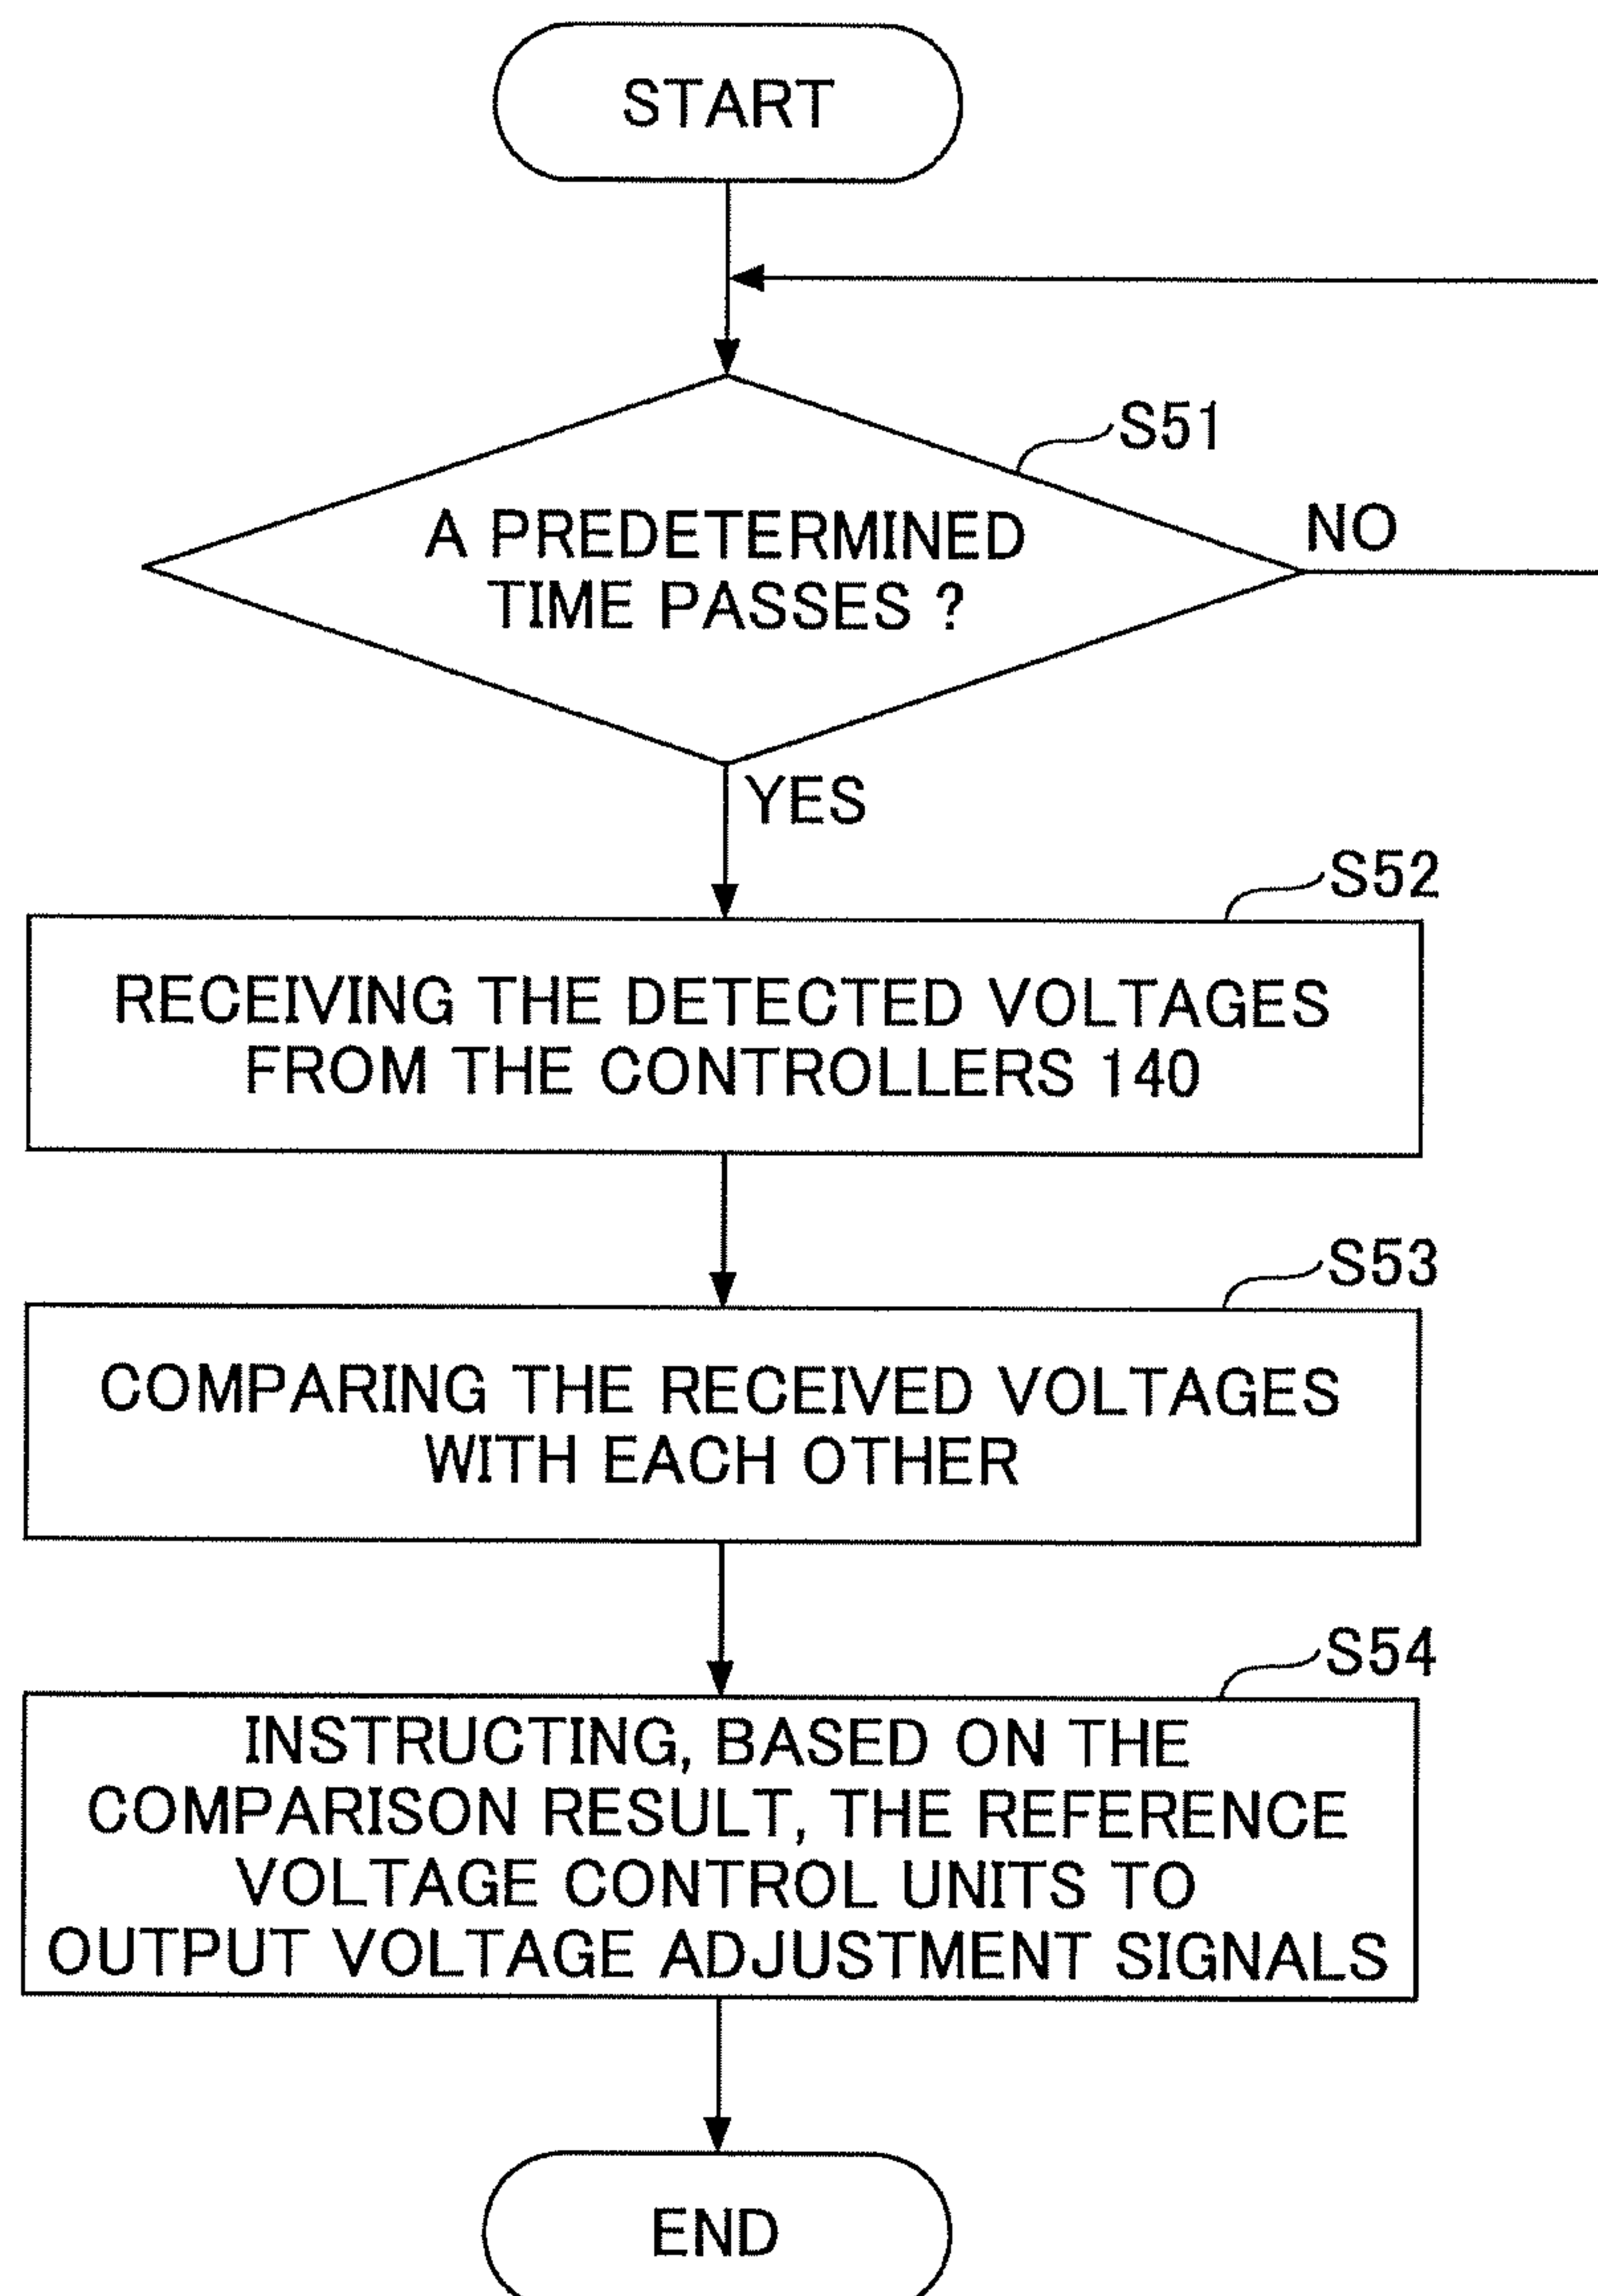 START
S51
A PREDETERMINED
TIME PASSES ?
NO
YES
S52
RECEIVING THE DETECTED VOLTAGES
FROM THE CONTROLLERS 140
S53
COMPARING THE RECEIVED VOLTAGES
WITH EACH OTHER
S54
INSTRUCTING, BASED ON THE
COMPARISON RESULT, THE REFERENCE
VOLTAGE CONTROL UNITS TO
OUTPUT VOLTAGE ADJUSTMENT SIGNALS
END